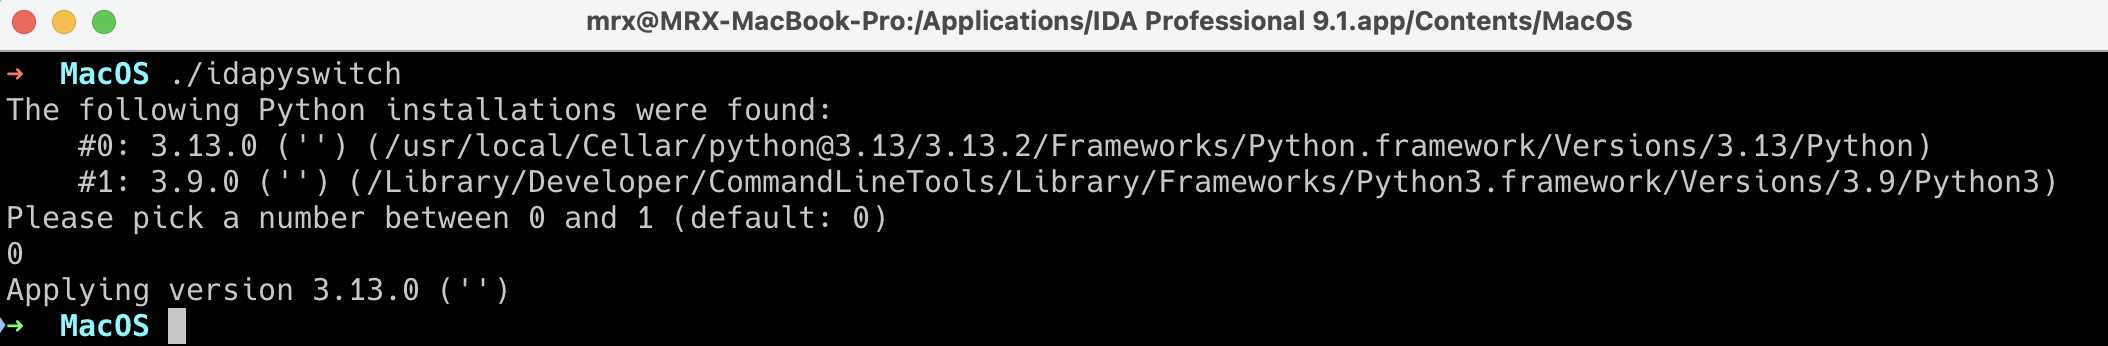 mrx@MRX-MacBook-Pro:/Applications/IDA Professional 9.1.app/Contents/MacOS
➜  MacOS ./idapyswitch
The following Python installations were found:
    #0: 3.13.0 ('') (/usr/local/Cellar/python@3.13/3.13.2/Frameworks/Python.framework/Versions/3.13/Python)
    #1: 3.9.0 ('') (/Library/Developer/CommandLineTools/Library/Frameworks/Python3.framework/Versions/3.9/Python3)
Please pick a number between 0 and 1 (default: 0)
0
Applying version 3.13.0 ('')
➜  MacOS